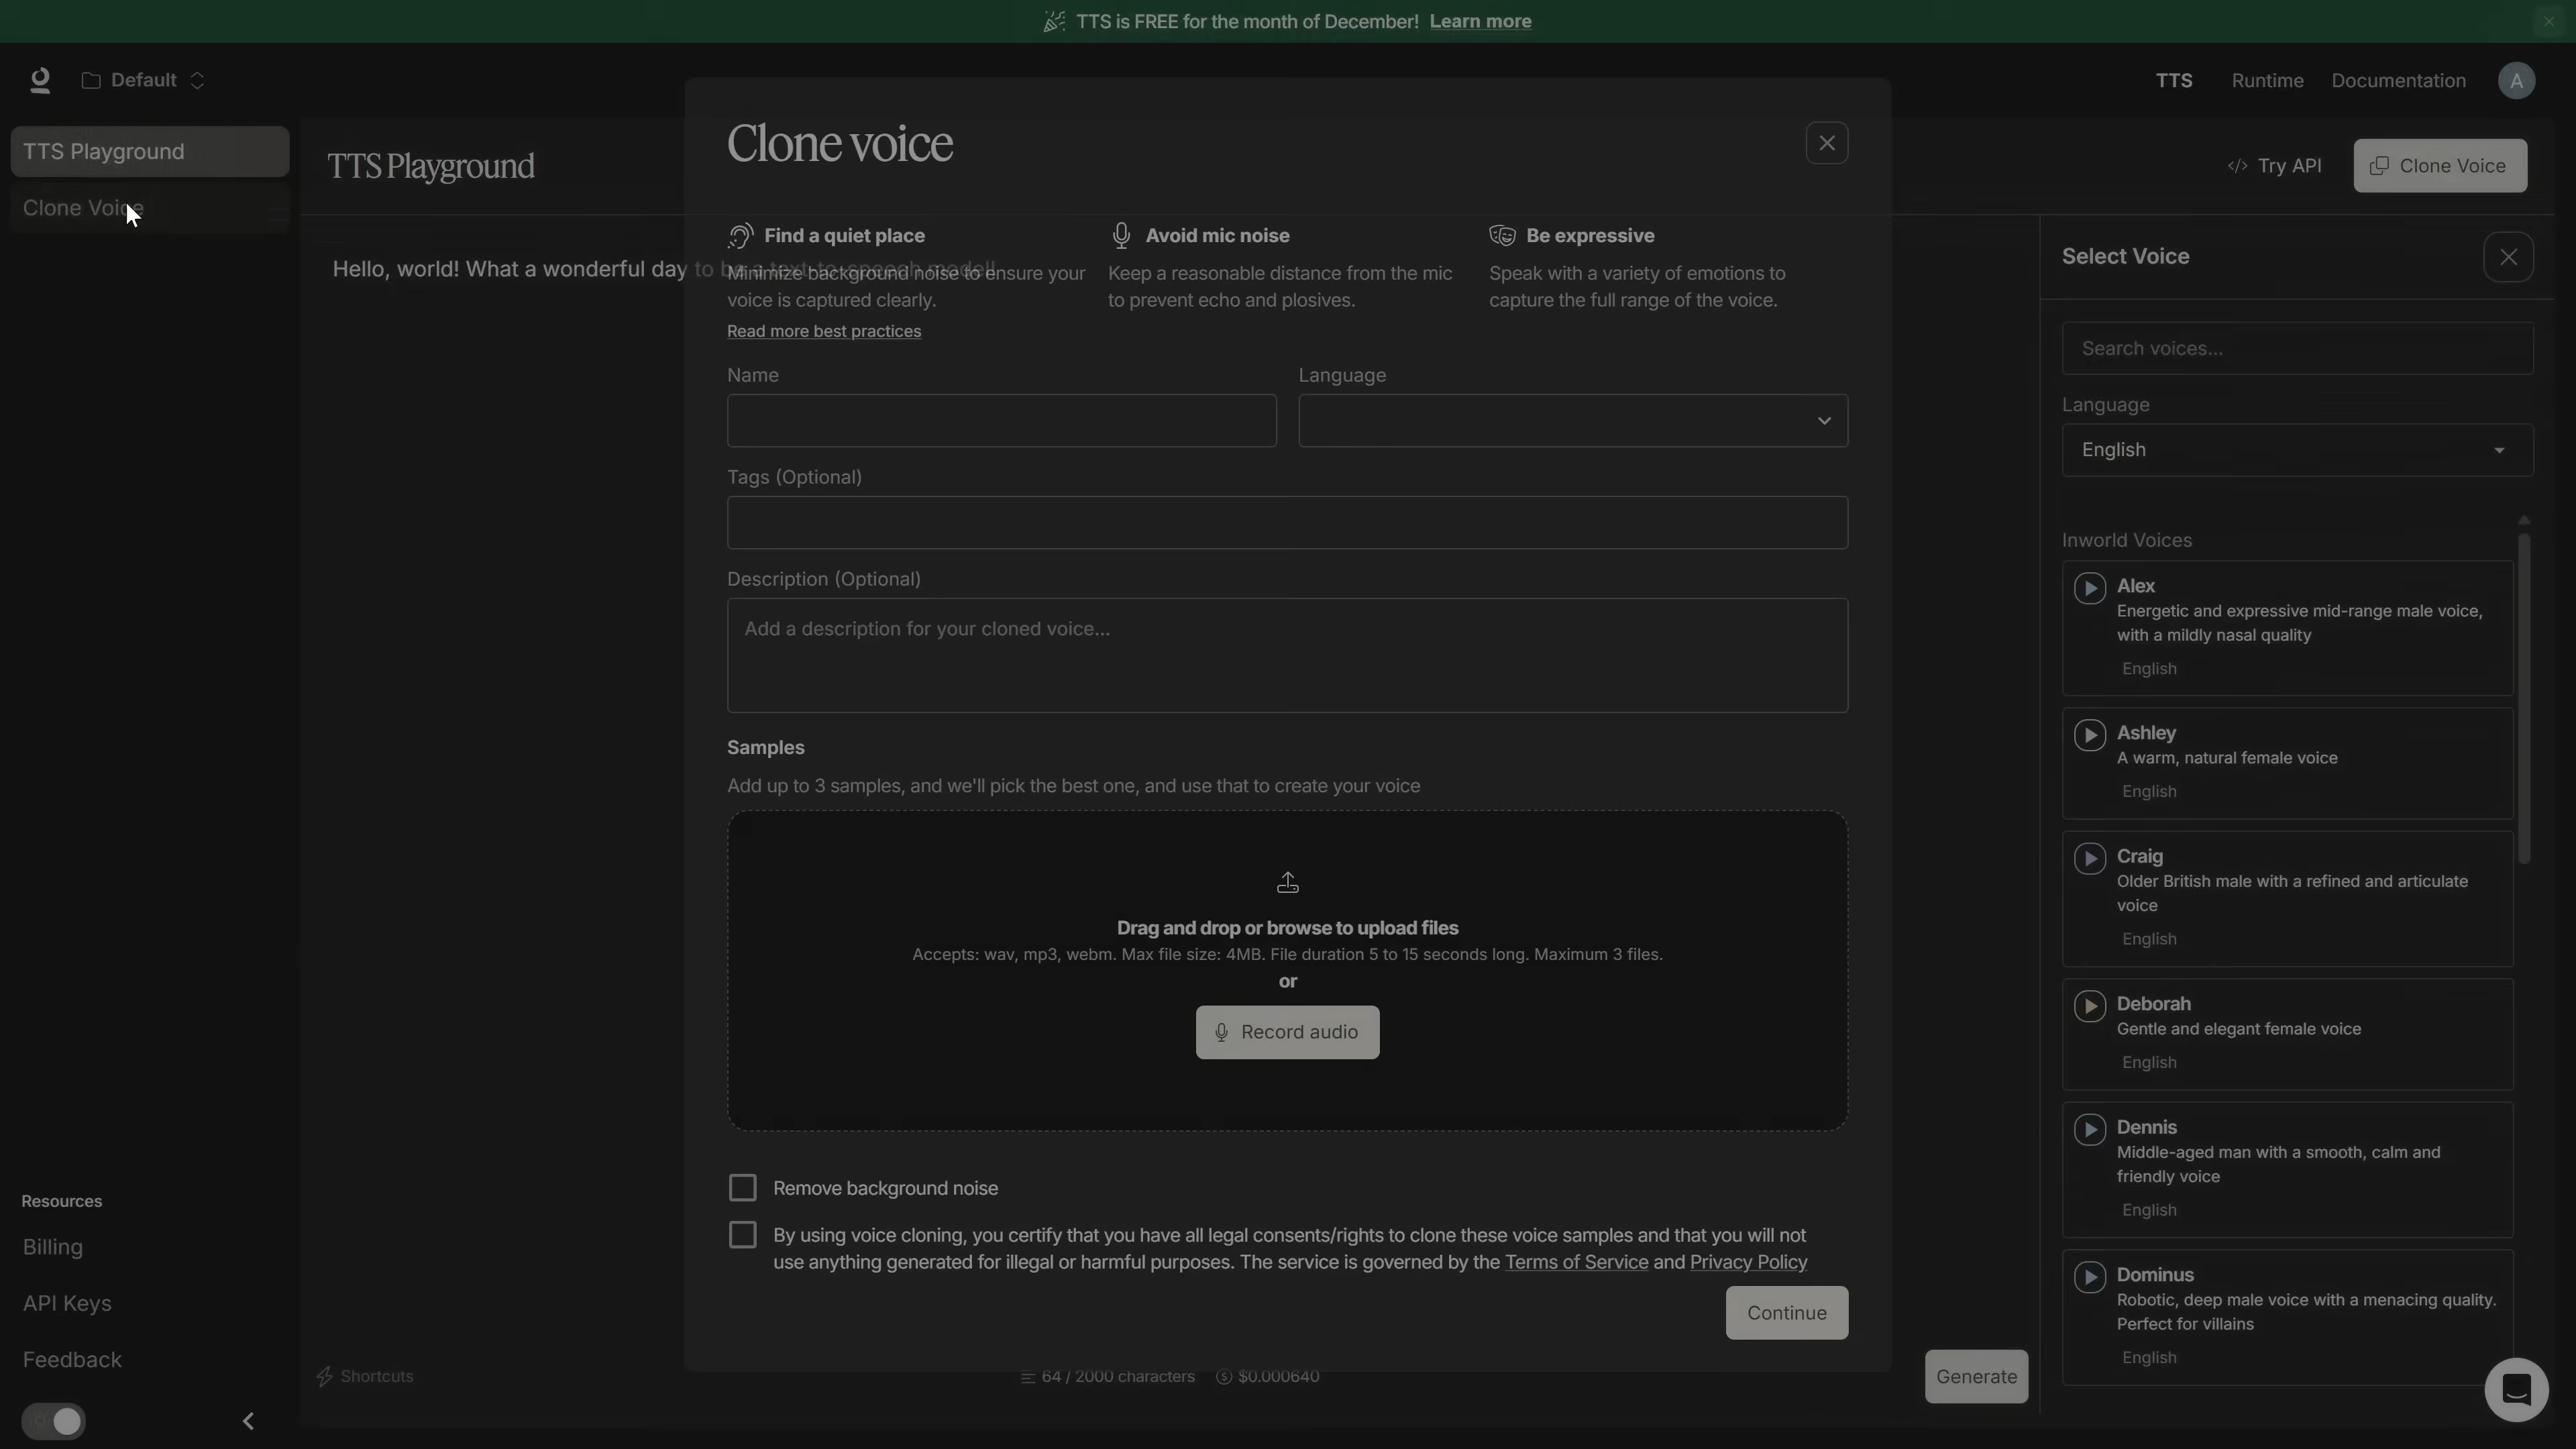 TTS is FREE for the month of December! Learn more
Default
TTS
Runtime
Documentation
A
TTS Playground
Clone Voice
TTS Playground
Try API
Clone Voice
Hello, world! What a wonderful day to be a text-to-speech model!
Clone voice
Find a quiet place
Minimize background noise to ensure your
voice is captured clearly.
Read more best practices
Avoid mic noise
Keep a reasonable distance from the mic
to prevent echo and plosives.
Be expressive
Speak with a variety of emotions to
capture the full range of the voice.
Name
Language
Tags (Optional)
Description (Optional)
Add a description for your cloned voice...
Samples
Add up to 3 samples, and we'll pick the best one, and use that to create your voice
Drag and drop or browse to upload files
Accepts: wav, mp3, webm. Max file size: 4MB. File duration 5 to 15 seconds long. Maximum 3 files.
or
Record audio
Remove background noise
By using voice cloning, you certify that you have all legal consents/rights to clone these voice samples and that you will not
use anything generated for illegal or harmful purposes. The service is governed by the Terms of Service and Privacy Policy
Continue
Select Voice
Search voices...
Language
English
Inworld Voices
Alex
Energetic and expressive mid-range male voice,
with a mildly nasal quality
English
Ashley
A warm, natural female voice
English
Craig
Older British male with a refined and articulate
voice
English
Deborah
Gentle and elegant female voice
English
Dennis
Middle-aged man with a smooth, calm and
friendly voice
English
Dominus
Robotic, deep male voice with a menacing quality.
Perfect for villains
English
Resources
Billing
API Keys
Feedback
Shortcuts
64 / 2000 characters
$0.000640
Generate